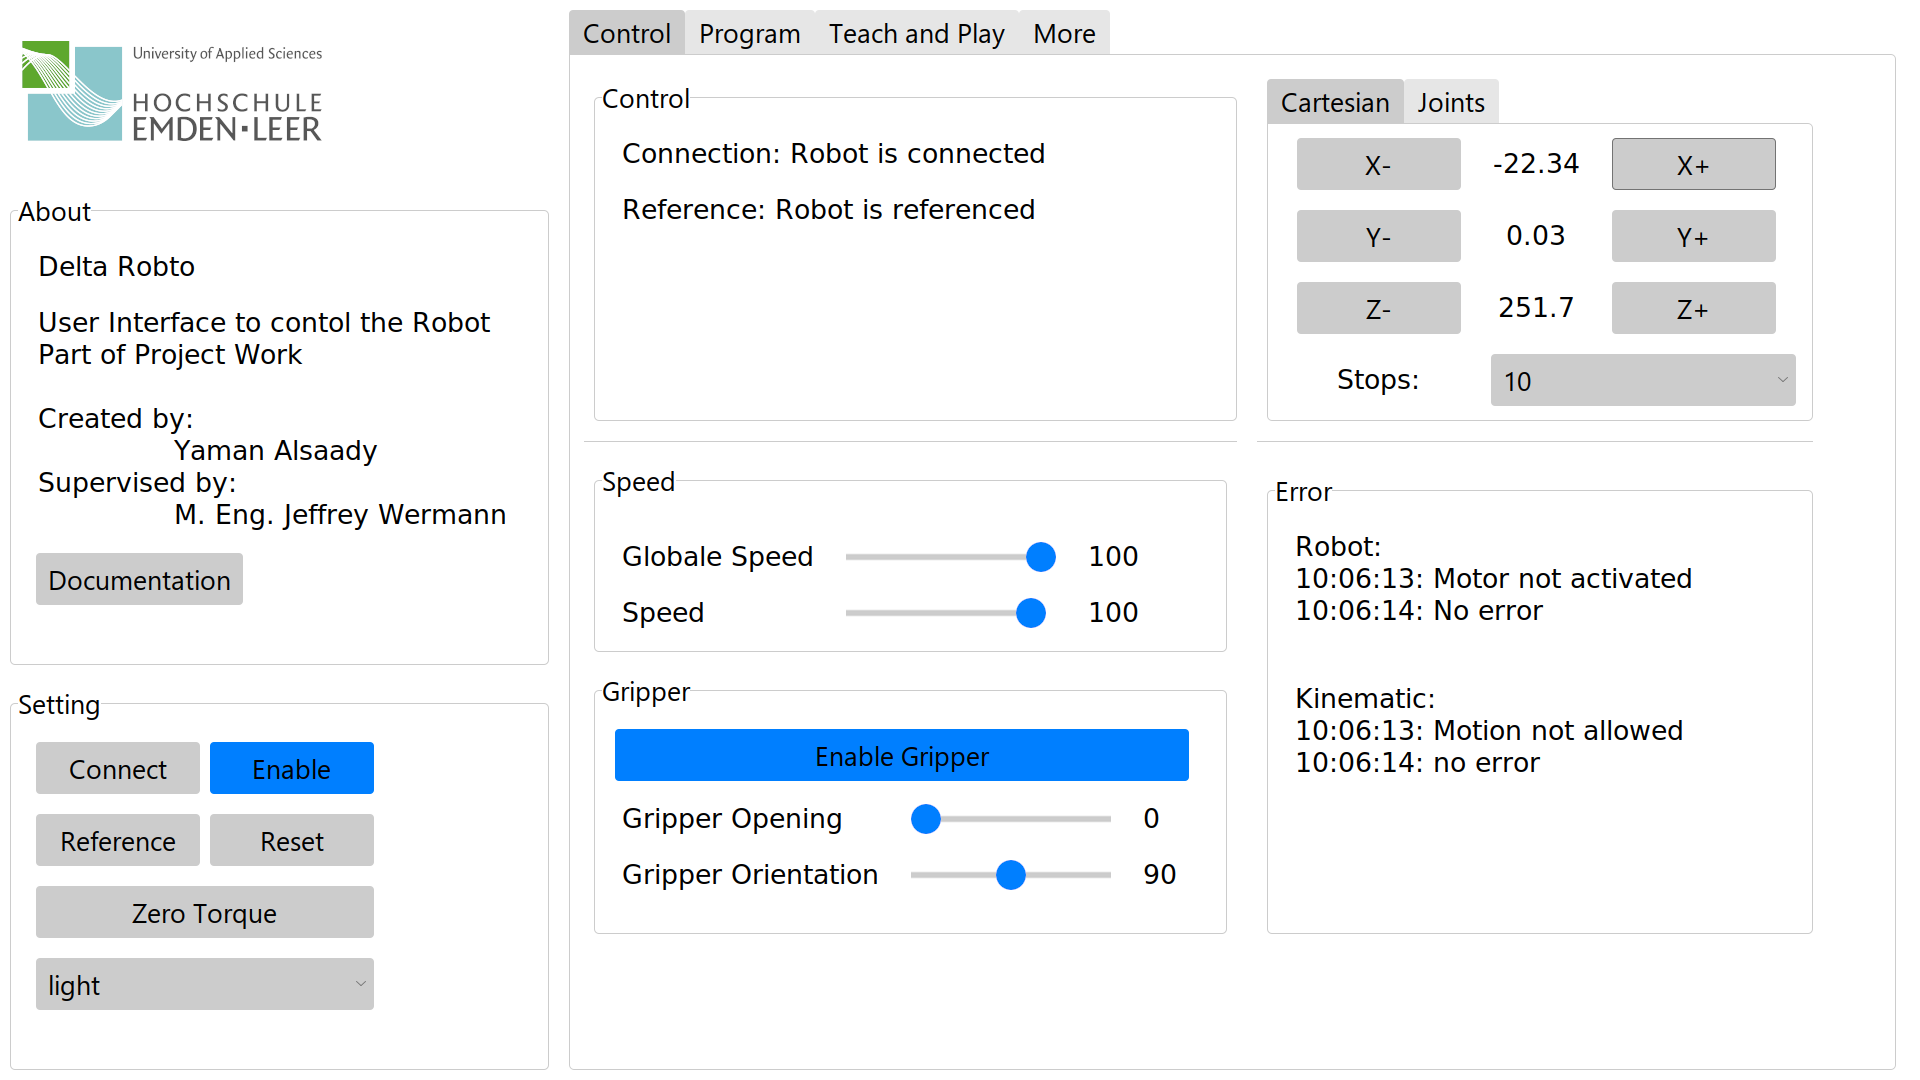 University of Applied Sciences
HOCHSCHULE
EMDEN·LEER
About
Delta Robto
User Interface to contol the Robot
Part of Project Work
Created by:
Yaman Alsaady
Supervised by:
M. Eng. Jeffrey Wermann
Documentation
Setting
Connect Enable
Reference Reset
Zero Torque
light
Control Program Teach and Play More
Control
Connection: Robot is connected
Reference: Robot is referenced
Cartesian Joints
X- -22.34 X+
Y- 0.03 Y+
Z- 251.7 Z+
Stops: 10
Speed
Globale Speed 100
Speed 100
Gripper
Enable Gripper
Gripper Opening 0
Gripper Orientation 90
Error
Robot:
10:06:13: Motor not activated
10:06:14: No error
Kinematic:
10:06:13: Motion not allowed
10:06:14: no error